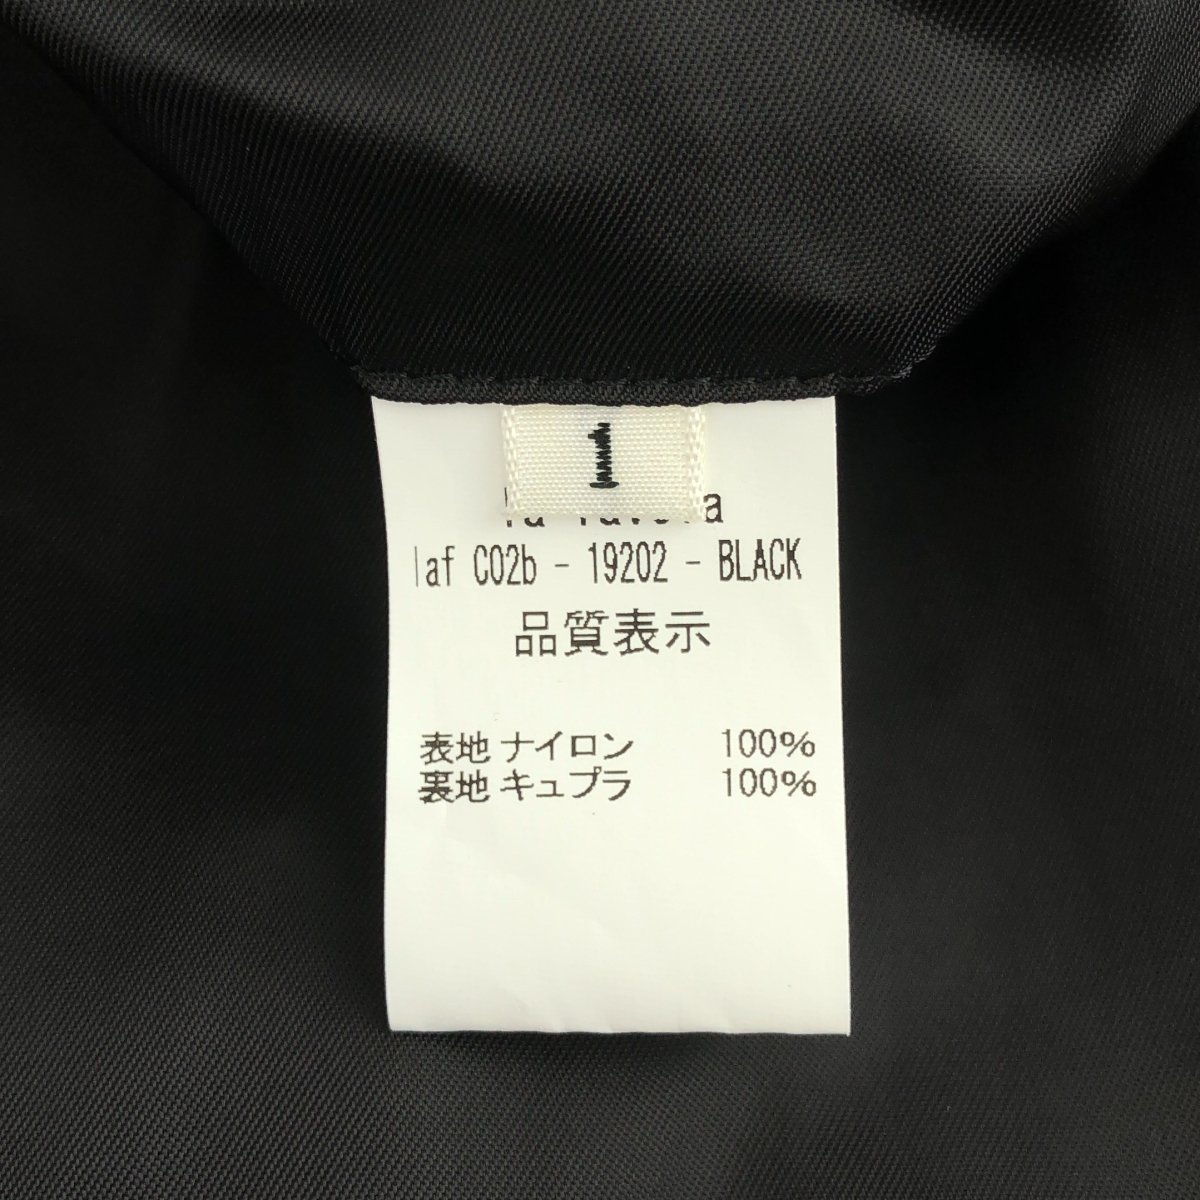 1
laf C02b - 19202 - BLACK
品質表示
表地 ナイロン 100%
裏地 キュプラ 100%